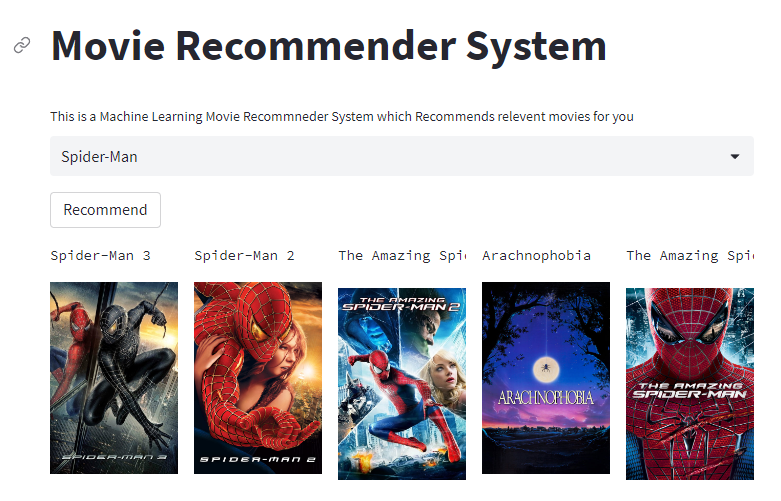 Movie Recommender System
This is a Machine Learning Movie Recommneder System which Recommends relevent movies for you
Spider-Man
Recommend
Spider-Man 3
Spider-Man 2
The Amazing Spi
Arachnophobia
The Amazing Spi
SPIDER-MAN 3
SPIDER-MAN 2
THE AMAZING
SPIDER-MAN 2
ARACHNOPHOBIA
THE AMAZING
SPIDER-MAN